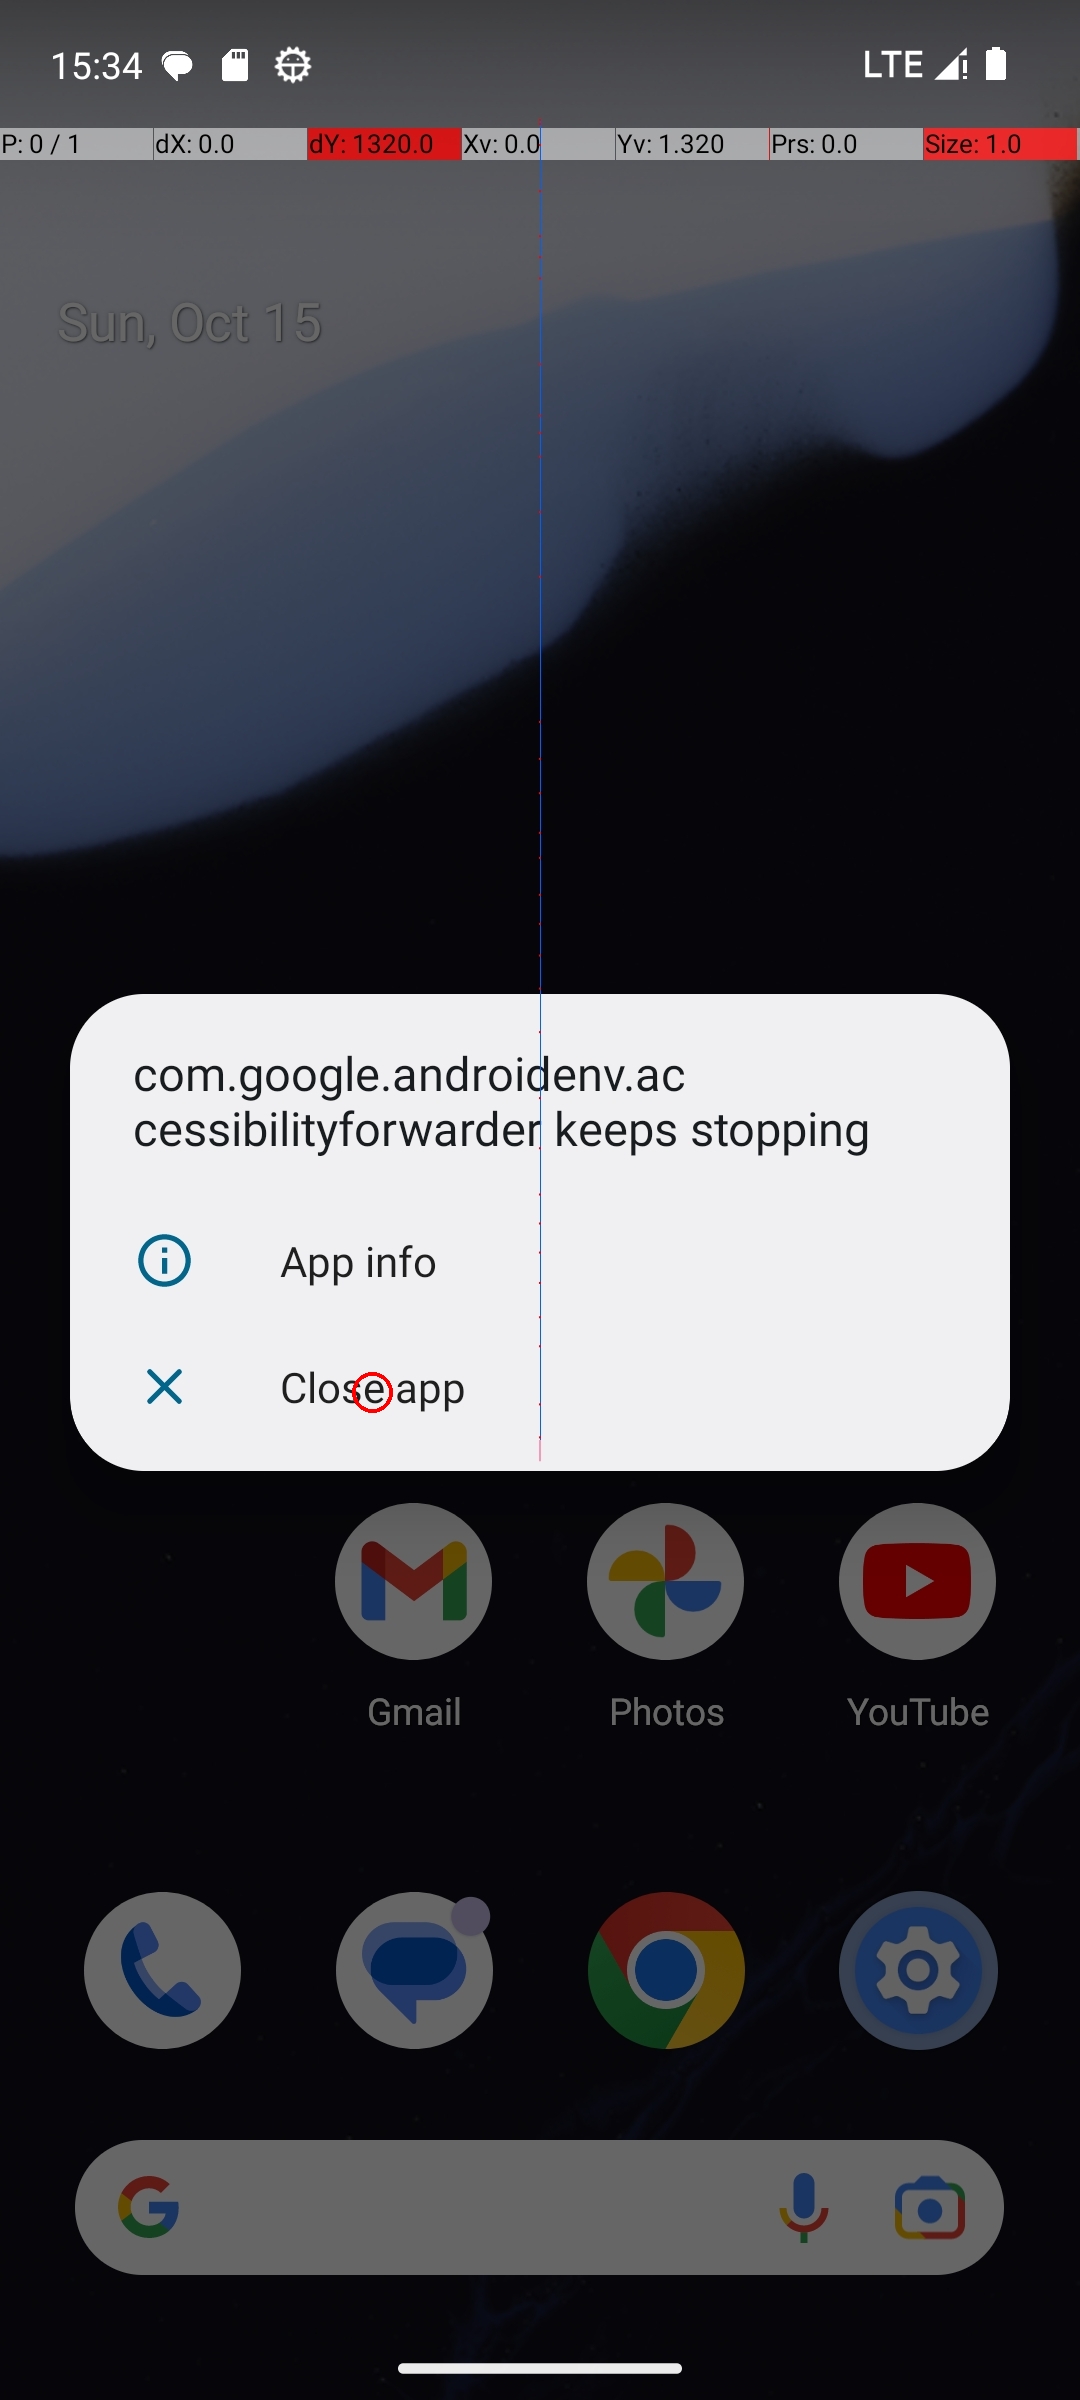 15:34
LTE
P: 0 / 1
dX: 0.0
dY: 1320.0
Xv: 0.0
Yv: 1.320
Prs: 0.0
Size: 1.0
Sun, Oct 15
com.google.androidenv.ac
cessibilityforwarder keeps stopping
App info
Close app
Gmail
Photos
YouTube